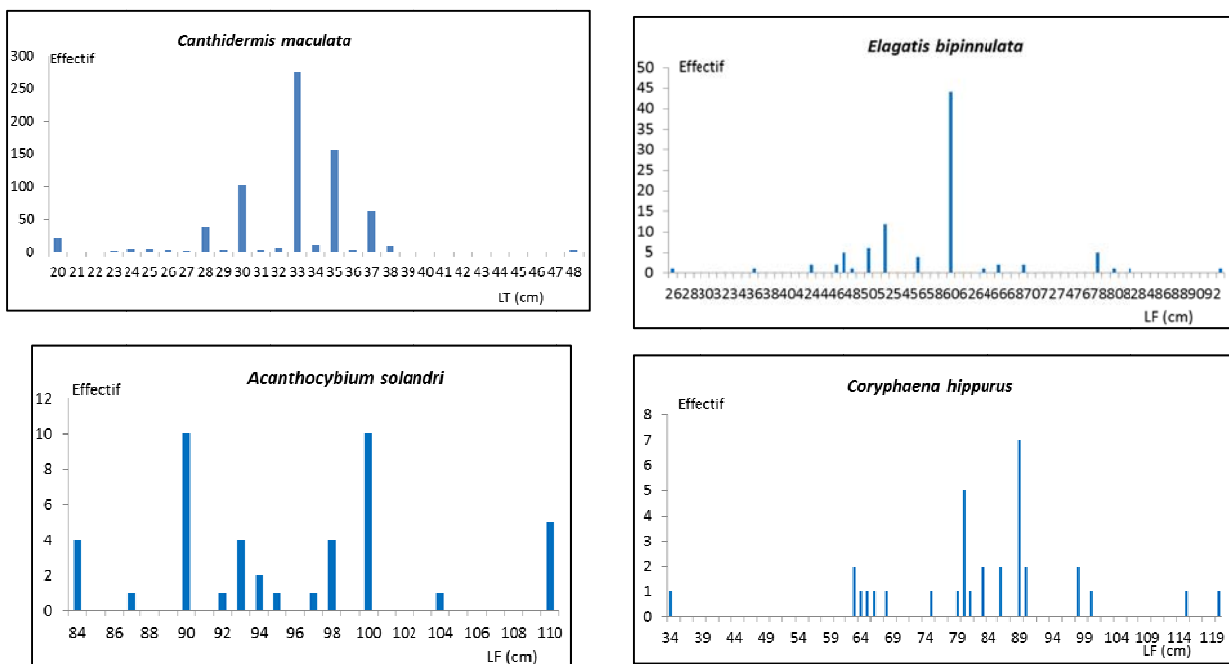 Canthidermis maculata
Effectif
300
250
200
150
100
50
0
20 21 22 23 24 25 26 27 28 29 30 31 32 33 34 35 36 37 38 39 40 41 42 43 44 45 46 47 48
LT (cm)
Elagatis bipinnulata
Effectif
50
45
40
35
30
25
20
15
10
5
0
26283032343638404244464850525456586062646668707274767880828486889092
LF (cm)
Acanthocybium solandri
Effectif
12
10
8
6
4
2
0
84 86 88 90 92 94 96 98 100 102 104 106 108 110
LF (cm)
Coryphaena hippurus
Effectif
8
7
6
5
4
3
2
1
0
34 39 44 49 54 59 64 69 74 79 84 89 94 99 104 109 114 119
LF (cm)